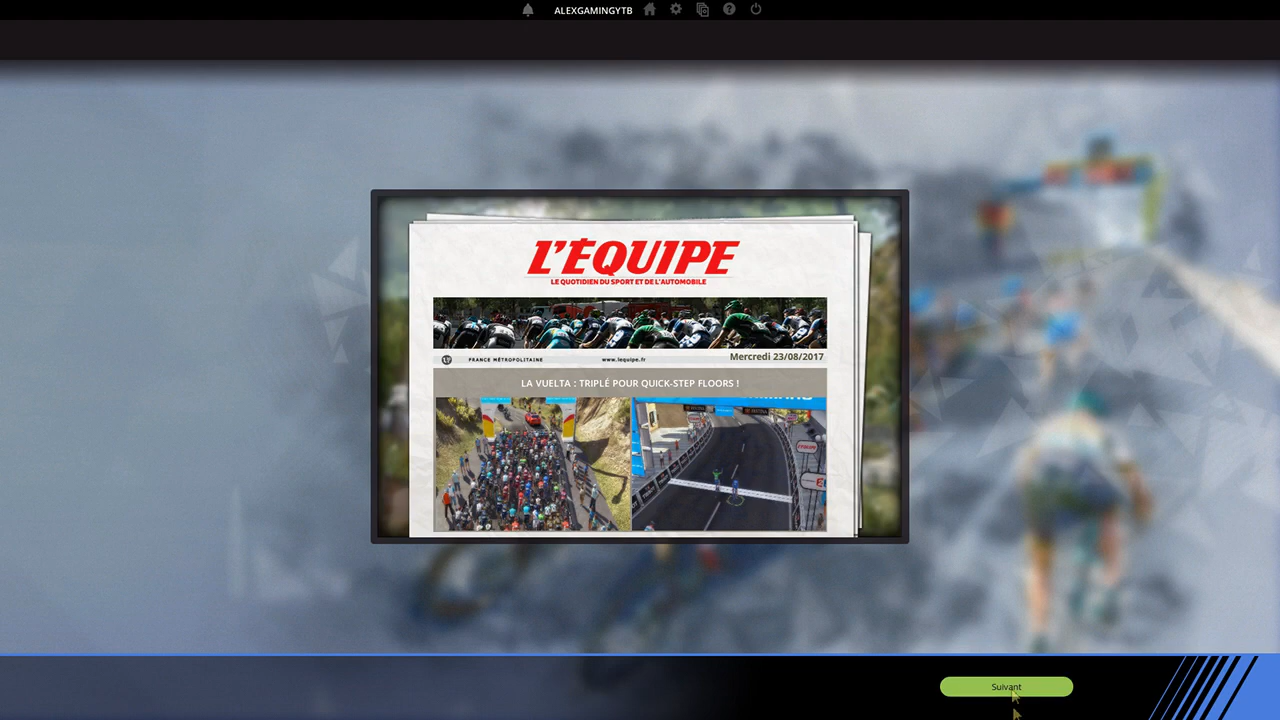 ALEXGAMINGYTB
L'ÉQUIPE
LE QUOTIDIEN DU SPORT ET DE L'AUTOMOBILE
FRANCE MÉTROPOLITAINE www.lequipe.fr Mercredi 23/08/2017
LA VUELTA : TRIPLÉ POUR QUICK-STEP FLOORS !
Suivant